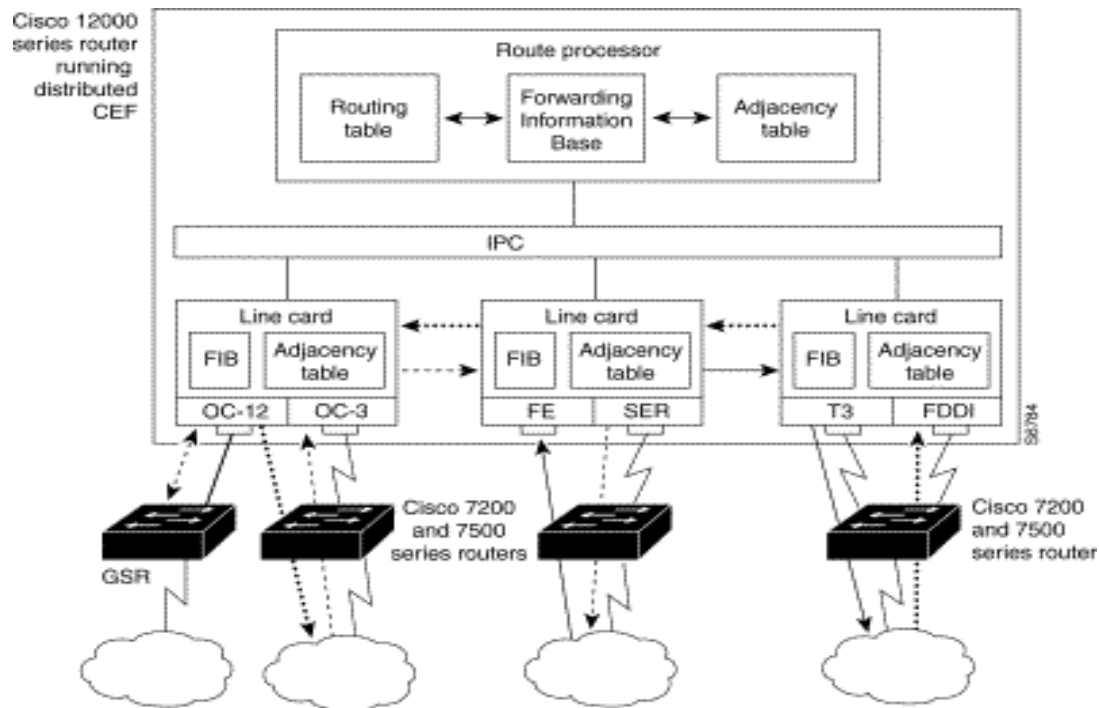 Cisco 12000
series router
running
distributed
CEF
Route processor
Routing
table
Forwarding
Information
Base
Adjacency
table
IPC
Line card
FIB
Adjacency
table
OC-12
OC-3
Line card
FIB
Adjacency
table
FE
SER
Line card
FIB
Adjacency
table
T3
FDDI
S6784
GSR
Cisco 7200
and 7500
series routers
Cisco 7200
and 7500
series router